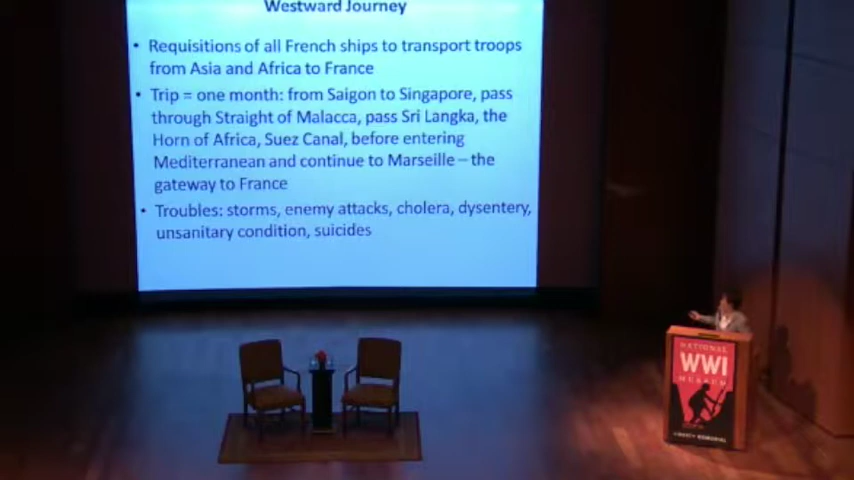 Westward Journey
• Requisitions of all French ships to transport troops
from Asia and Africa to France
• Trip = one month: from Saigon to Singapore, pass
through Straight of Malacca, pass Sri Langka, the
Horn of Africa, Suez Canal, before entering
Mediterranean and continue to Marseille – the
gateway to France
• Troubles: storms, enemy attacks, cholera, dysentery,
unsanitary condition, suicides
NATIONAL
WWI
MUSEUM
LIBERTY MEMORIAL